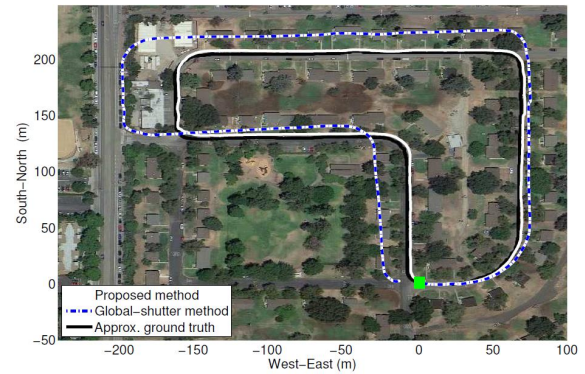 200
150
100
50
0
−50
South−North (m)
Proposed method
Global−shutter method
Approx. ground truth
−200
−150
−100
−50
0
50
100
West−East (m)